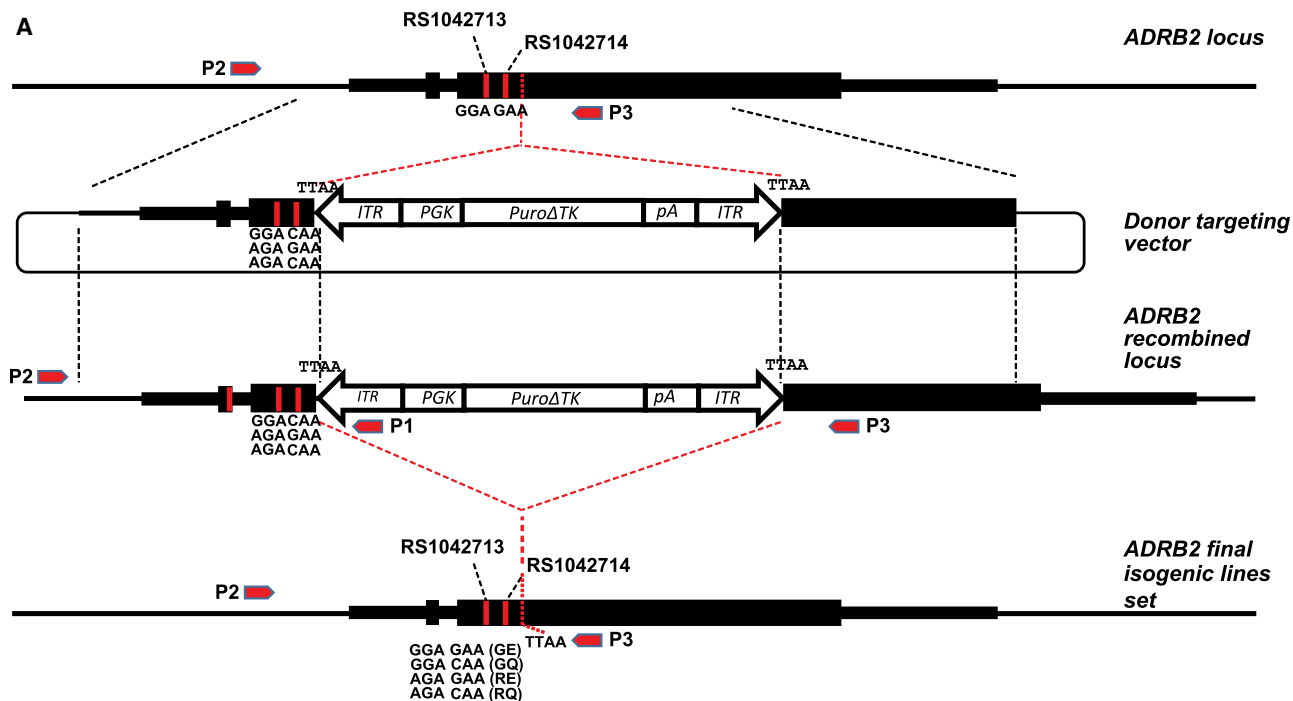 A
RS1042713
RS1042714
ADRB2 locus
P2
GGA GAA
P3
TTAA
TTAA
ITR PGK PuroΔTK pA ITR
Donor targeting
vector
GGA CAA
AGA GAA
AGA CAA
ADRB2
recombined
locus
P2
TTAA
TTAA
ITR PGK PuroΔTK pA ITR
GGA CAA
AGA GAA
AGA CAA
P1
P3
RS1042713
RS1042714
ADRB2 final
isogenic lines
set
P2
TTAA
P3
GGA GAA (GE)
GGA CAA (GQ)
AGA GAA (RE)
AGA CAA (RQ)